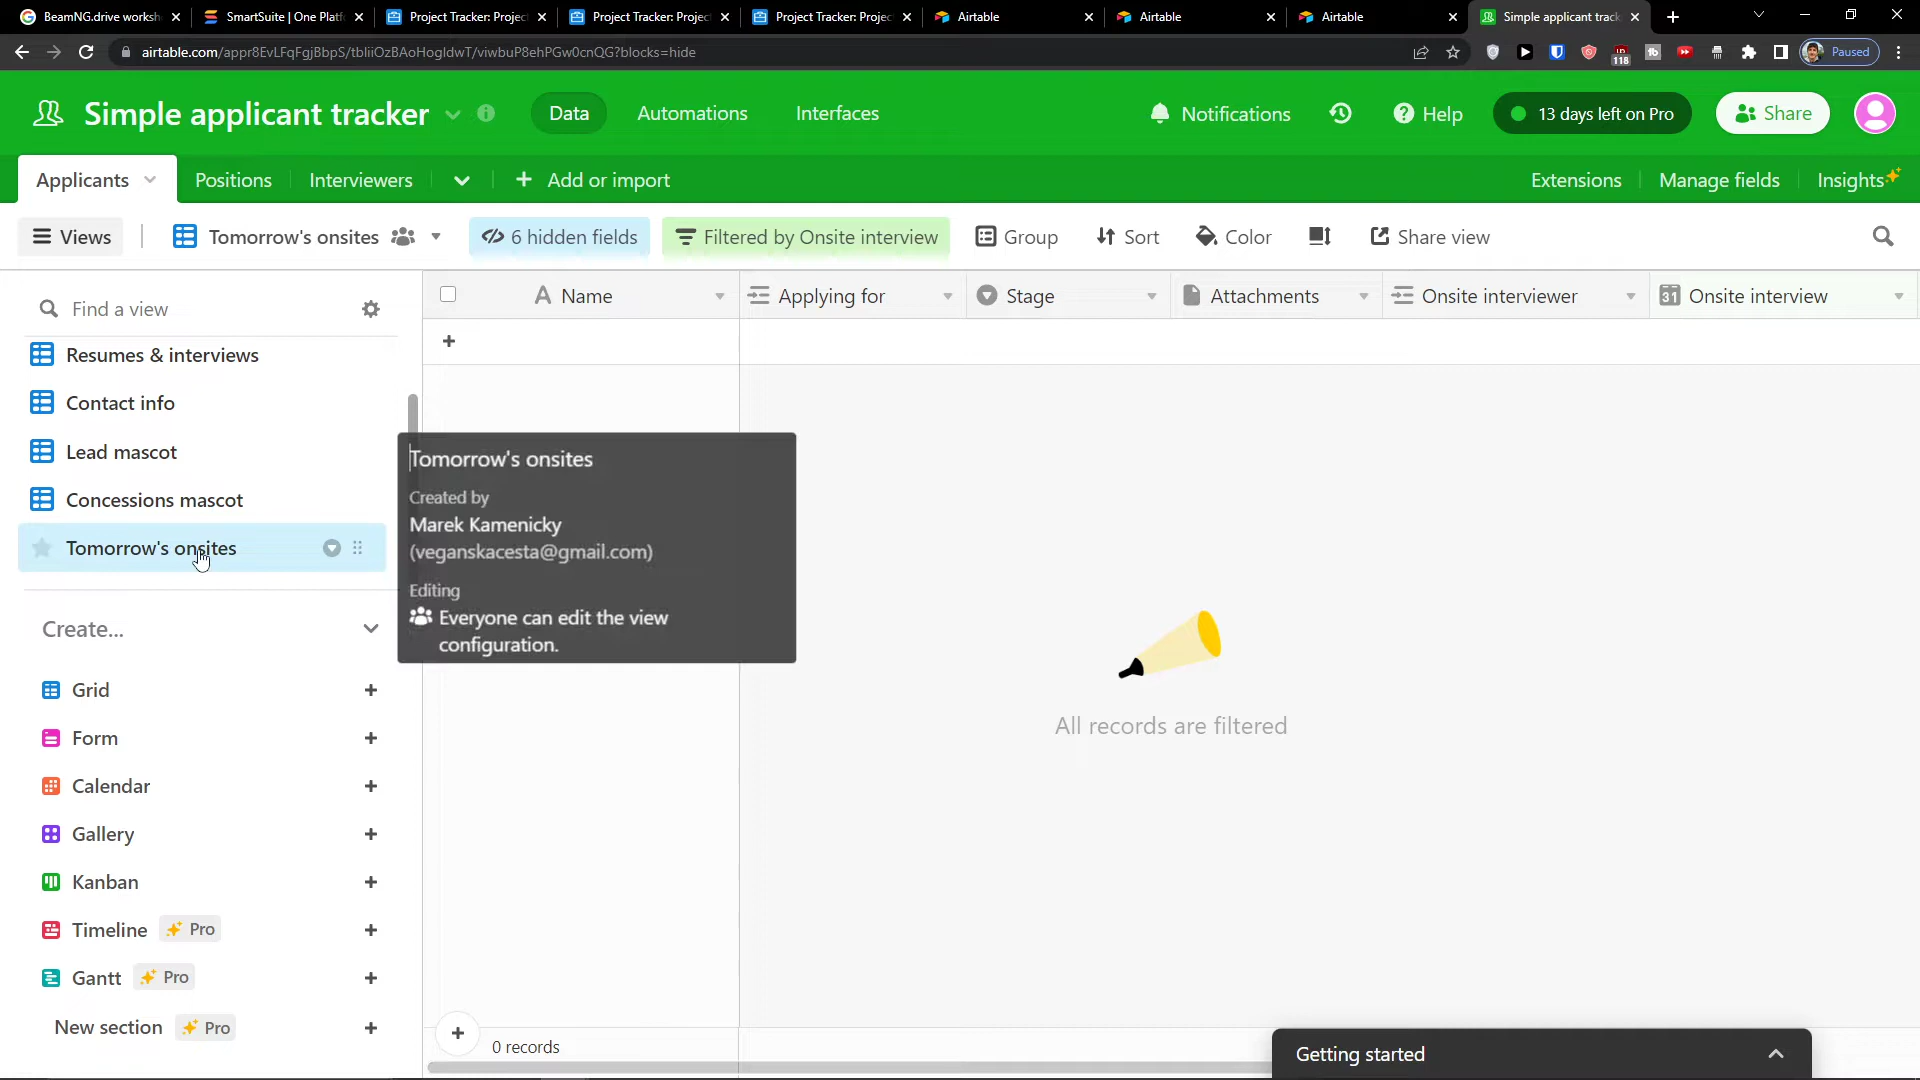 BeamNG.drive worksh
SmartSuite | One Platf
Project Tracker: Projec
Project Tracker: Projec
Project Tracker: Projec
Airtable
Airtable
Airtable
Simple applicant track
airtable.com/appr8EvLFqFgjBbpS/tbliiOzBAoHogIdwT/viwbuP8ehPGw0cnQG?blocks=hide
118
Paused
Simple applicant tracker
Data
Automations
Interfaces
Notifications
Help
13 days left on Pro
Share
Applicants
Positions
Interviewers
Add or import
Extensions
Manage fields
Insights
Views
Tomorrow's onsites
6 hidden fields
Filtered by Onsite interview
Group
Sort
Color
Share view
Find a view
Name
Applying for
Stage
Attachments
Onsite interviewer
31
Onsite interview
Resumes & interviews
Contact info
Lead mascot
Concessions mascot
Tomorrow's onsites
Tomorrow's onsites
Created by
Marek Kamenicky
(veganskacesta@gmail.com)
Editing
Everyone can edit the view
configuration.
Create...
Grid
Form
Calendar
Gallery
Kanban
Timeline Pro
Gantt Pro
New section Pro
All records are filtered
0 records
Getting started